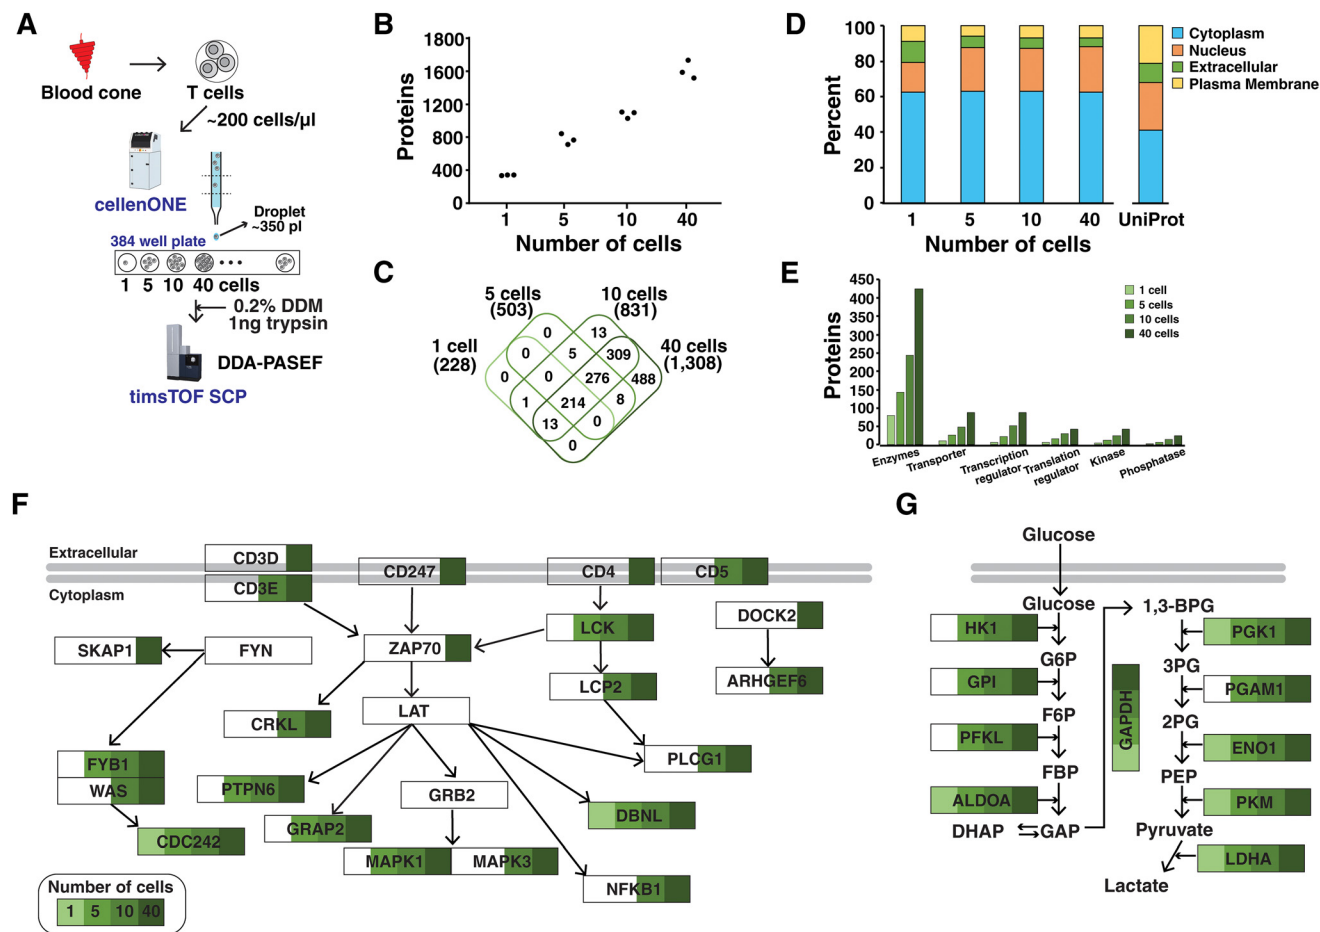 A
Blood cone
T cells
~200 cells/µl
cellenONE
Droplet
~350 pl
384 well plate
1 5 10 40 cells
0.2% DDM
1ng trypsin
DDA-PASEF
timsTOF SCP
B
Proteins
1800
1600
1200
800
400
0
1 5 10 40
Number of cells
C
5 cells
(503)
10 cells
(831)
1 cell
(228)
40 cells
(1,308)
0 13
0 5 309
0 0 276 488
1 214 8
13 0
0
D
Percent
100
80
60
40
20
0
1 5 10 40 UniProt
Number of cells
Cytoplasm
Nucleus
Extracellular
Plasma Membrane
E
Proteins
450
400
350
300
250
200
150
100
50
0
Enzymes
Transporter
Transcription
regulator
Translation
regulator
Kinase
Phosphatase
1 cell
5 cells
10 cells
40 cells
F
Extracellular
Cytoplasm
CD3D
CD3E
CD247
CD4
CD5
SKAP1
FYN
ZAP70
LCK
DOCK2
LCP2
ARHGEF6
CRKL
LAT
FYB1
WAS
PLCG1
PTPN6
GRB2
CDC242
GRAP2
DBNL
MAPK1
MAPK3
NFKB1
Number of cells
1 5 10 40
G
Glucose
Glucose
HK1
G6P
GPI
F6P
PFKL
FBP
ALDOA
DHAP
GAP
GAPDH
1,3-BPG
PGK1
3PG
PGAM1
2PG
ENO1
PEP
PKM
Pyruvate
LDHA
Lactate